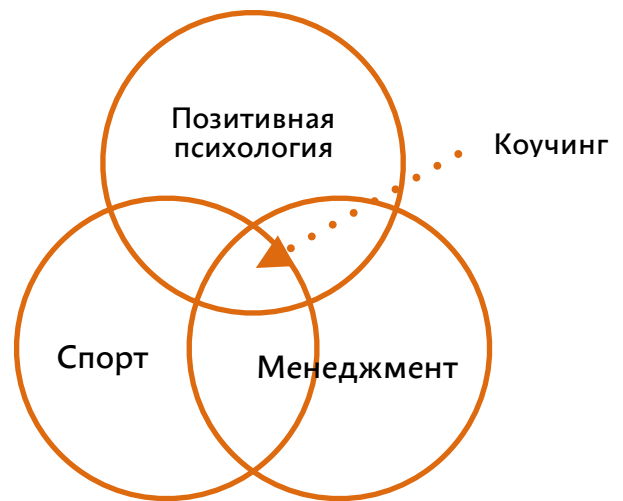 Позитивная
психология
Коучинг
Спорт
Менеджмент